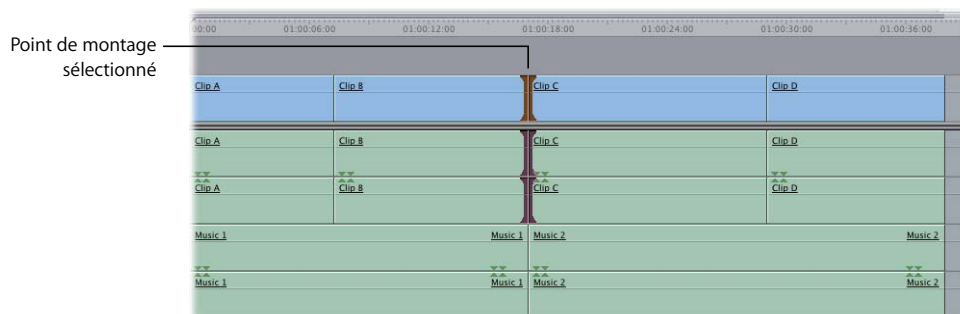 00:00 01:00:06:00 01:00:12:00 01:00:18:00 01:00:24:00 01:00:30:00 01:00:36:00
Point de montage
sélectionné
Clip A Clip B Clip C Clip D
Clip A Clip B Clip C Clip D
Clip A Clip B Clip C Clip D
Music 1 Music 1 Music 2 Music 2
Music 1 Music 1 Music 2 Music 2